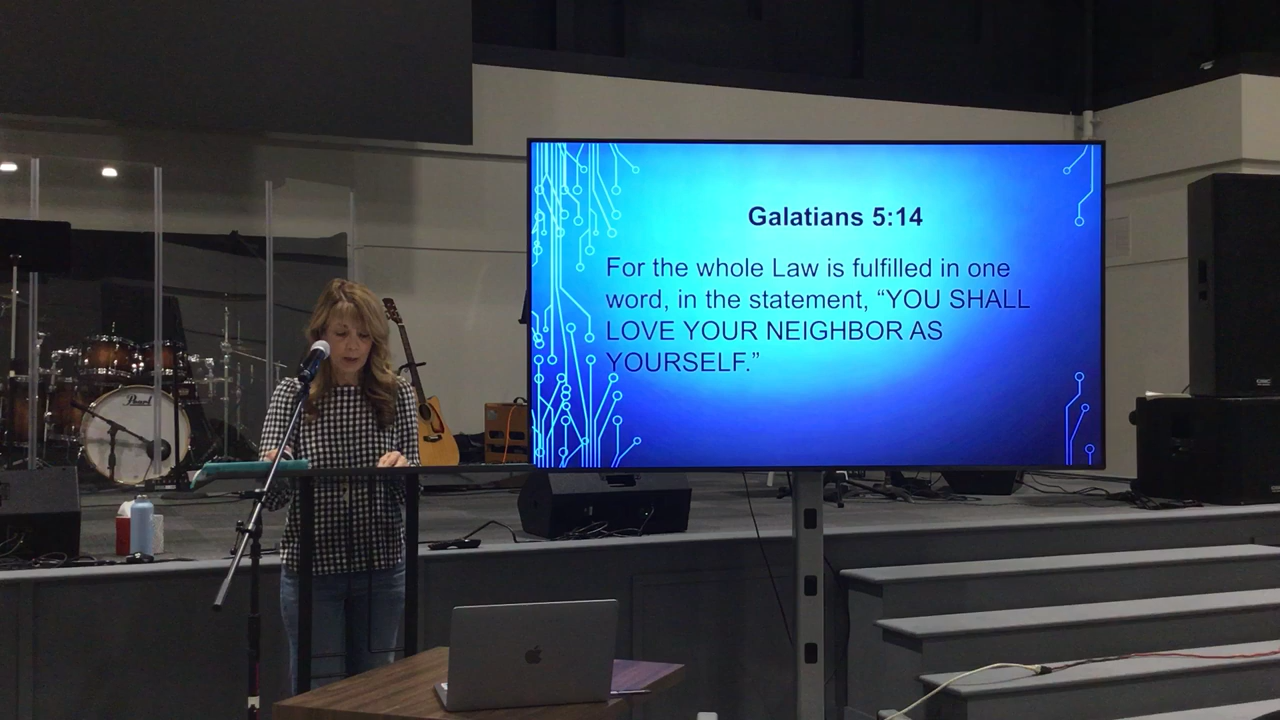 Galatians 5:14
For the whole Law is fulfilled in one
word, in the statement, “YOU SHALL
LOVE YOUR NEIGHBOR AS
YOURSELF.”
Pearl